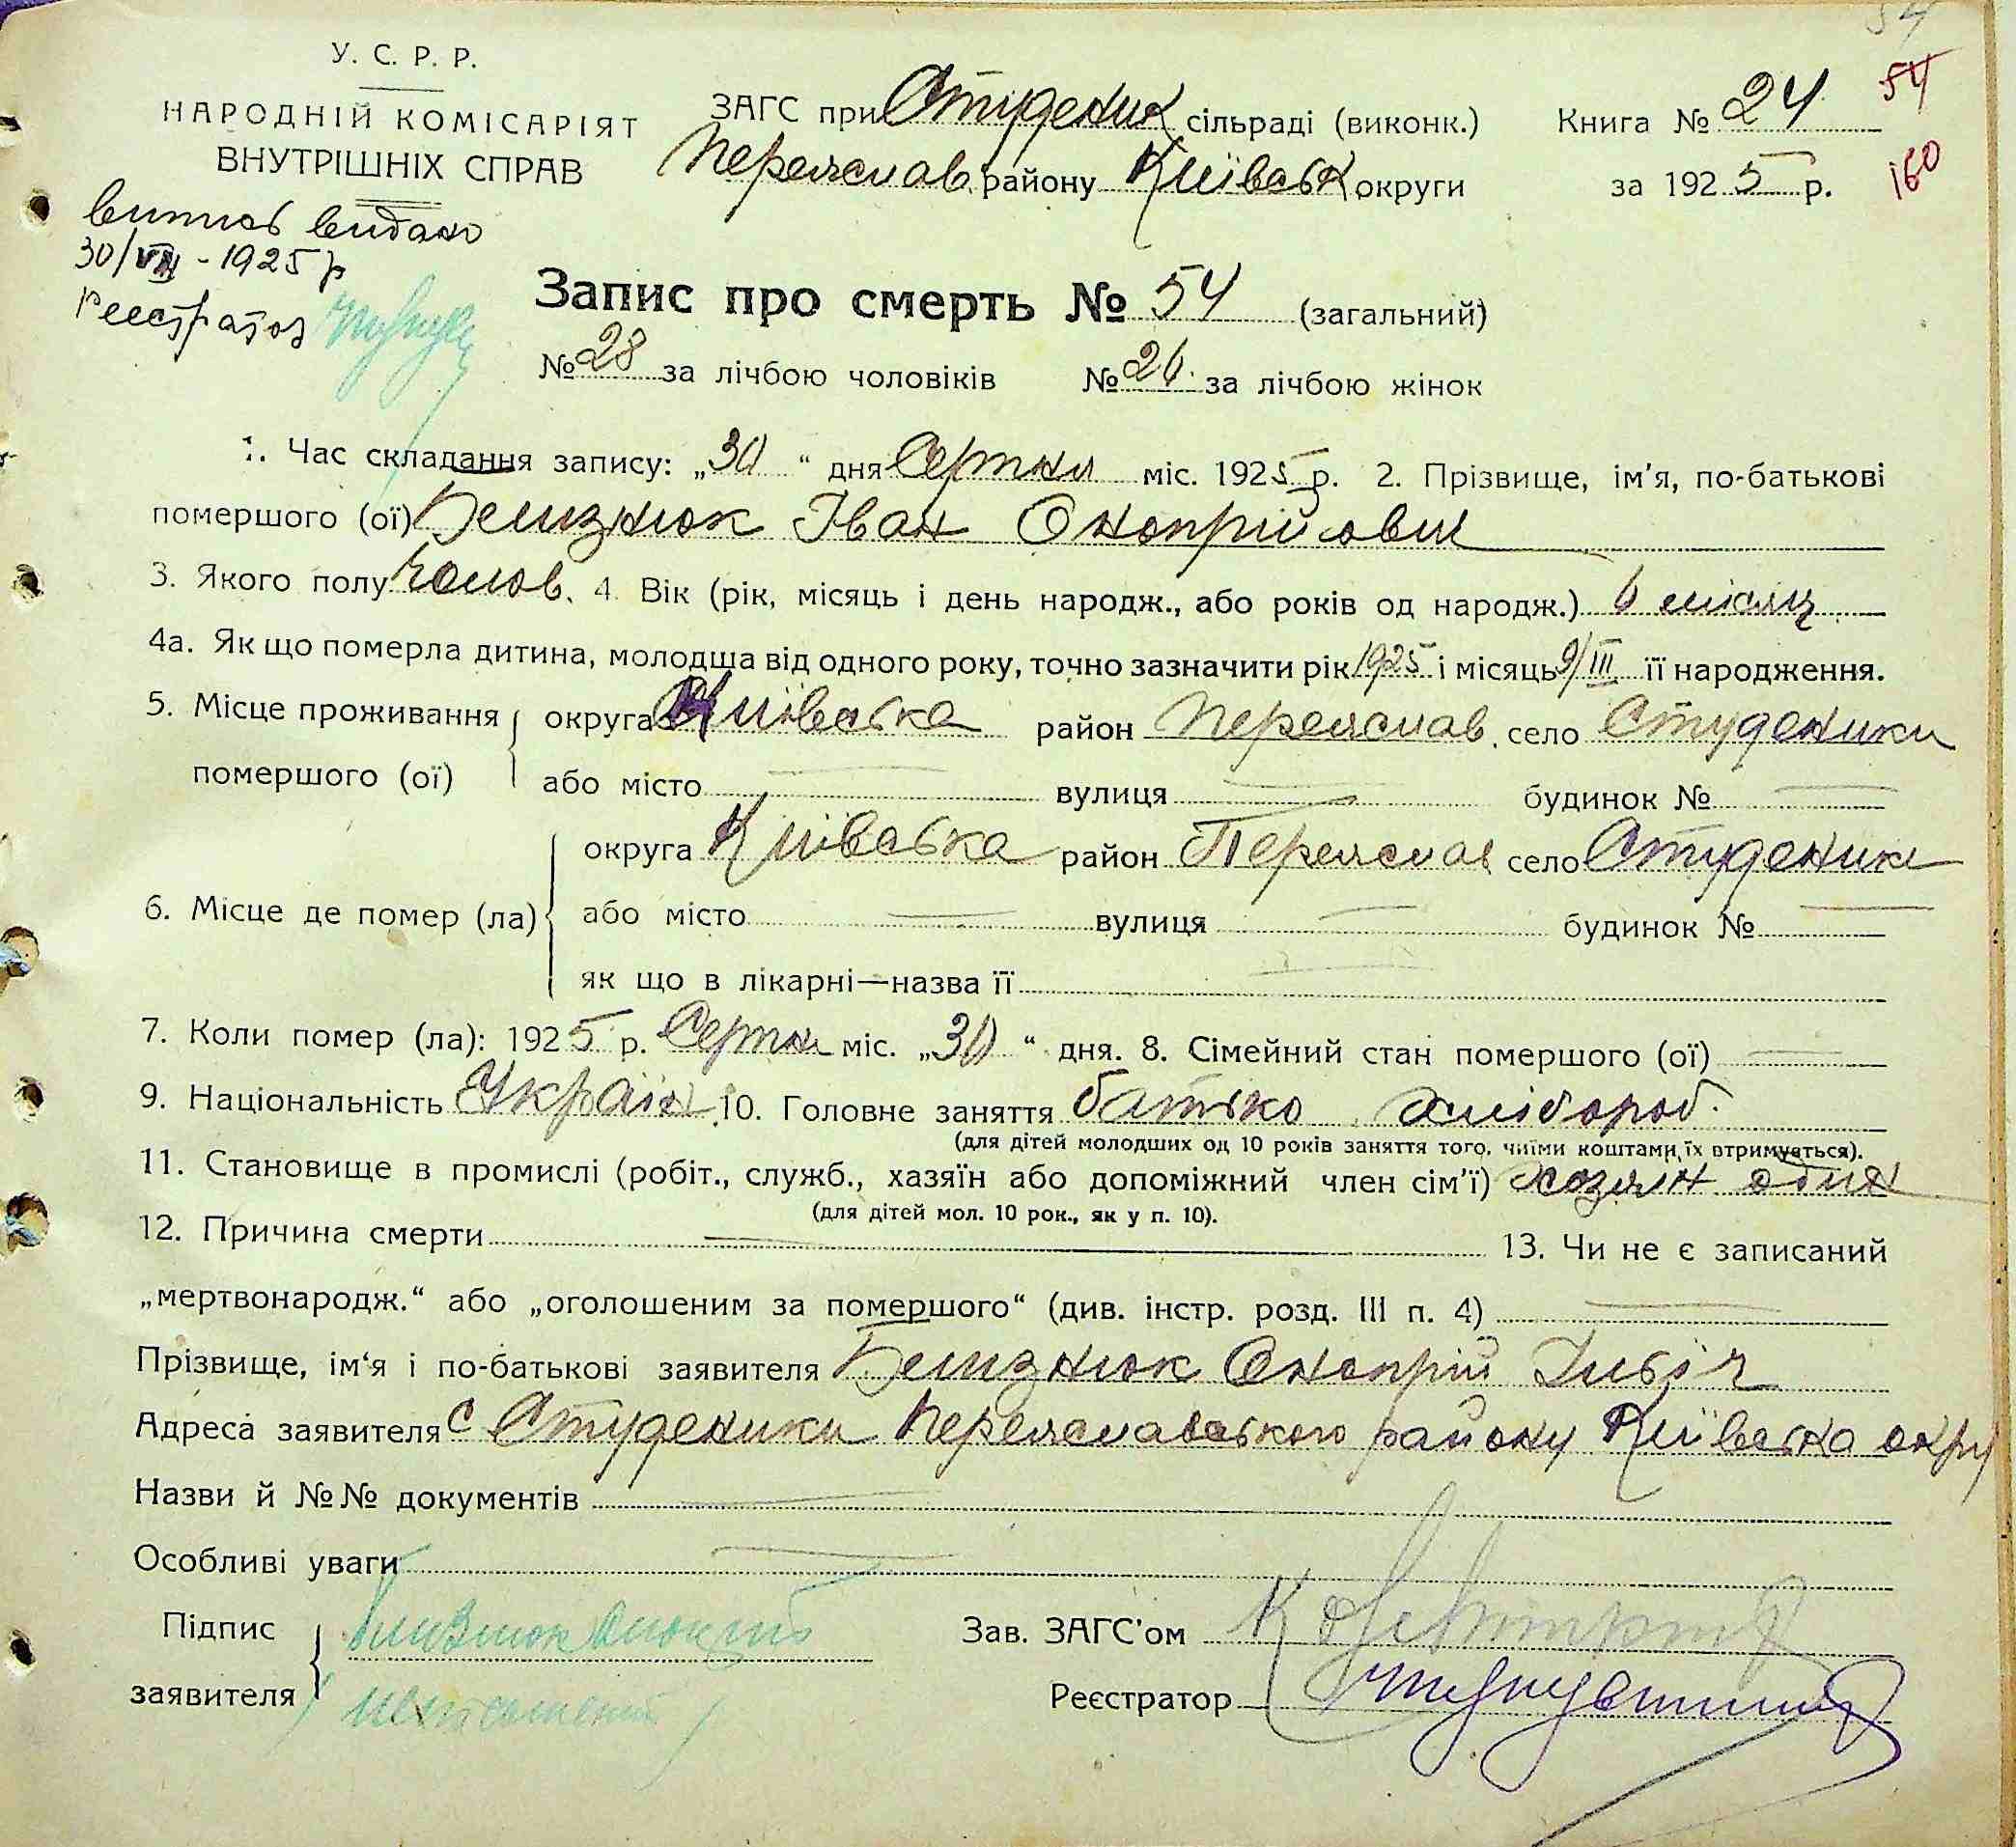 54
У. С. Р. Р.
НАРОДНІЙ КОМІСАРІЯТ
ВНУТРІШНІХ СПРАВ
ЗАГС при Студеник сільраді (виконк.)
Переяслав. району Київськ округи
Книга № 24
54
за 1925 р.
160
Витяг видано
30/VIII - 1925 р
Реєстратор
Запис про смерть № 54 (загальний)
№ 28 за лічбою чоловіків № 26. за лічбою жінок
1. Час складання запису: „30“ дня Серпня міс. 1925 р. 2. Прізвище, ім'я, по-батькові
помершого (ої) Близнюк Іван Оноприйович
3. Якого полу Чолов. 4. Вік (рік, місяць і день народж., або років од народж.) 6 місяц.
4а. Як що померла дитина, молодша від одного року, точно зазначити рік 1925 і місяць 9/III її народження.
5. Місце проживання помершого (ої) округа Київська район Переяслав. село Студеники
або місто — вулиця — будинок № —
6. Місце де помер (ла) округа Київська район Переяслав село Студеники
або місто — вулиця — будинок № —
як що в лікарні—назва її —
7. Коли помер (ла): 1925 р. Серпня міс. „30“ дня. 8. Сімейний стан помершого (ої) —
9. Національність Україн. 10. Головне заняття батько хлібороб.
(для дітей молодших од 10 років заняття того, чиїми коштами їх втримується).
11. Становище в промислі (робіт., служб., хазяїн або допоміжний член сім'ї) хозяїн один
(для дітей мол. 10 рок., як у п. 10).
12. Причина смерти — 13. Чи не є записаний
„мертвонародж.“ або „оголошеним за помершого“ (див. інстр. розд. III п. 4) —
Прізвище, ім'я і по-батькові заявителя Близнюк Оноприй
Адреса заявителя с Студеники Переяславського району Київська окру
Назви й №№ документів —
Особливі уваги —
Підпис заявителя Близнюк
Зав. ЗАГС'ом
Реєстратор